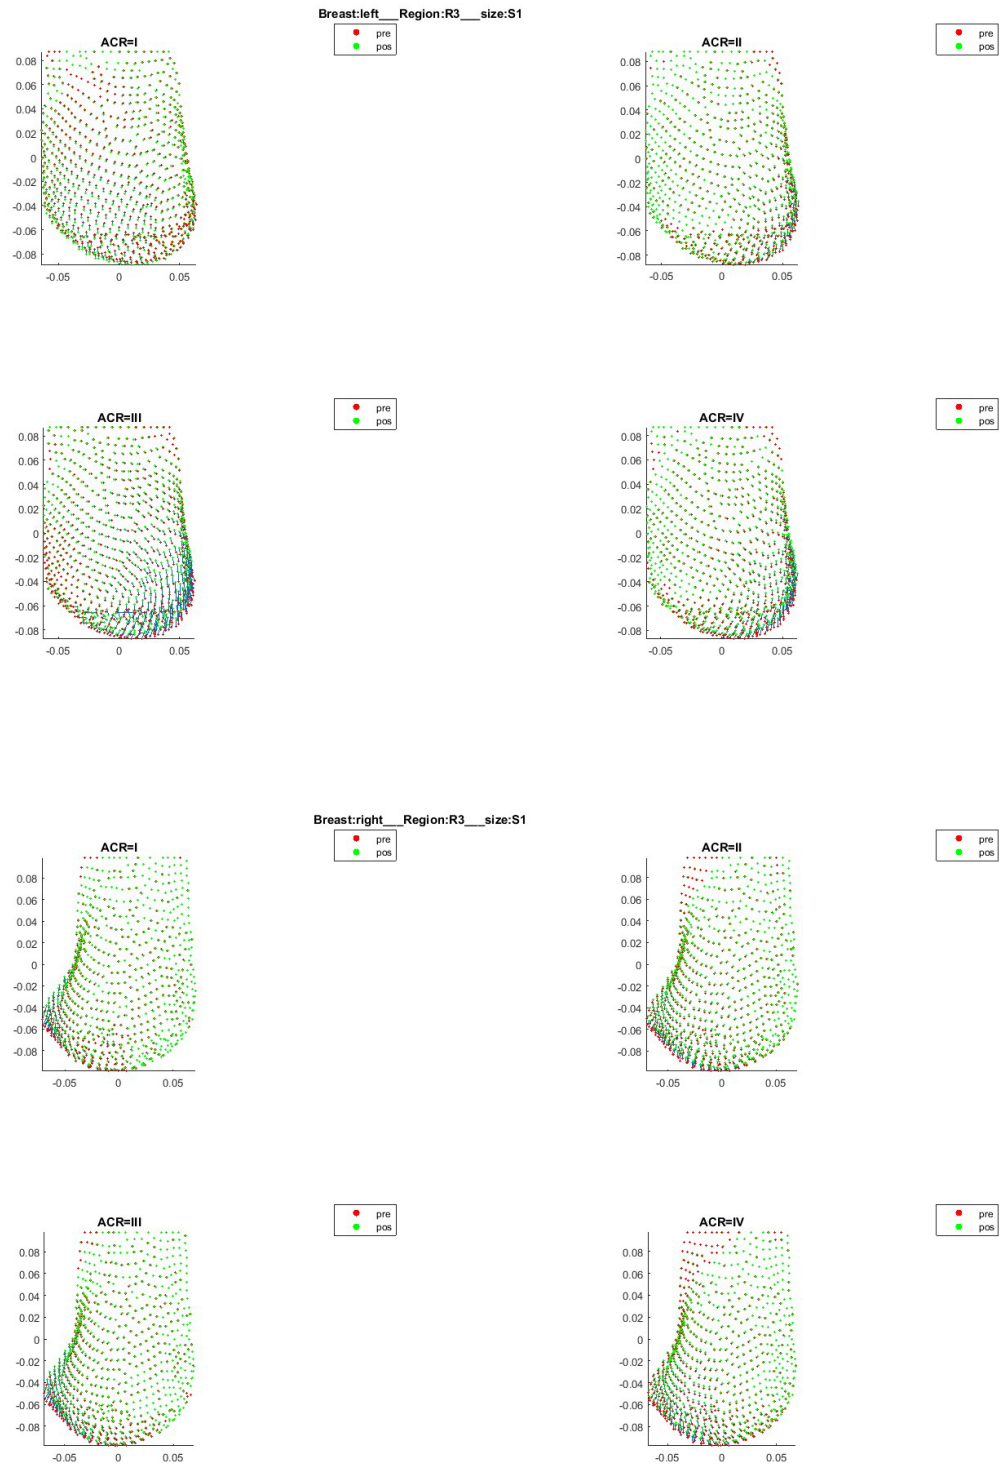 Breast:left___Region:R3___size:S1
ACR=I
pre
pos
0.08
0.06
0.04
0.02
0
-0.02
-0.04
-0.06
-0.08
-0.05 0 0.05
ACR=II
pre
pos
0.08
0.06
0.04
0.02
0
-0.02
-0.04
-0.06
-0.08
-0.05 0 0.05
ACR=III
pre
pos
0.08
0.06
0.04
0.02
0
-0.02
-0.04
-0.06
-0.08
-0.05 0 0.05
ACR=IV
pre
pos
0.08
0.06
0.04
0.02
0
-0.02
-0.04
-0.06
-0.08
-0.05 0 0.05
Breast:right___Region:R3___size:S1
ACR=I
pre
pos
0.08
0.06
0.04
0.02
0
-0.02
-0.04
-0.06
-0.08
-0.05 0 0.05
ACR=II
pre
pos
0.08
0.06
0.04
0.02
0
-0.02
-0.04
-0.06
-0.08
-0.05 0 0.05
ACR=III
pre
pos
0.08
0.06
0.04
0.02
0
-0.02
-0.04
-0.06
-0.08
-0.05 0 0.05
ACR=IV
pre
pos
0.08
0.06
0.04
0.02
0
-0.02
-0.04
-0.06
-0.08
-0.05 0 0.05